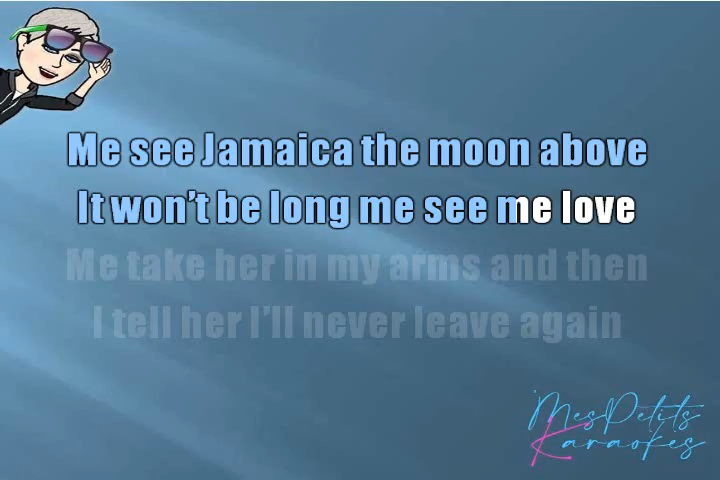 Me see Jamaica the moon above
It won't be long me see me love
Me take her in my arms and then
I tell her I'll never leave again
MesPetits
Karaokes